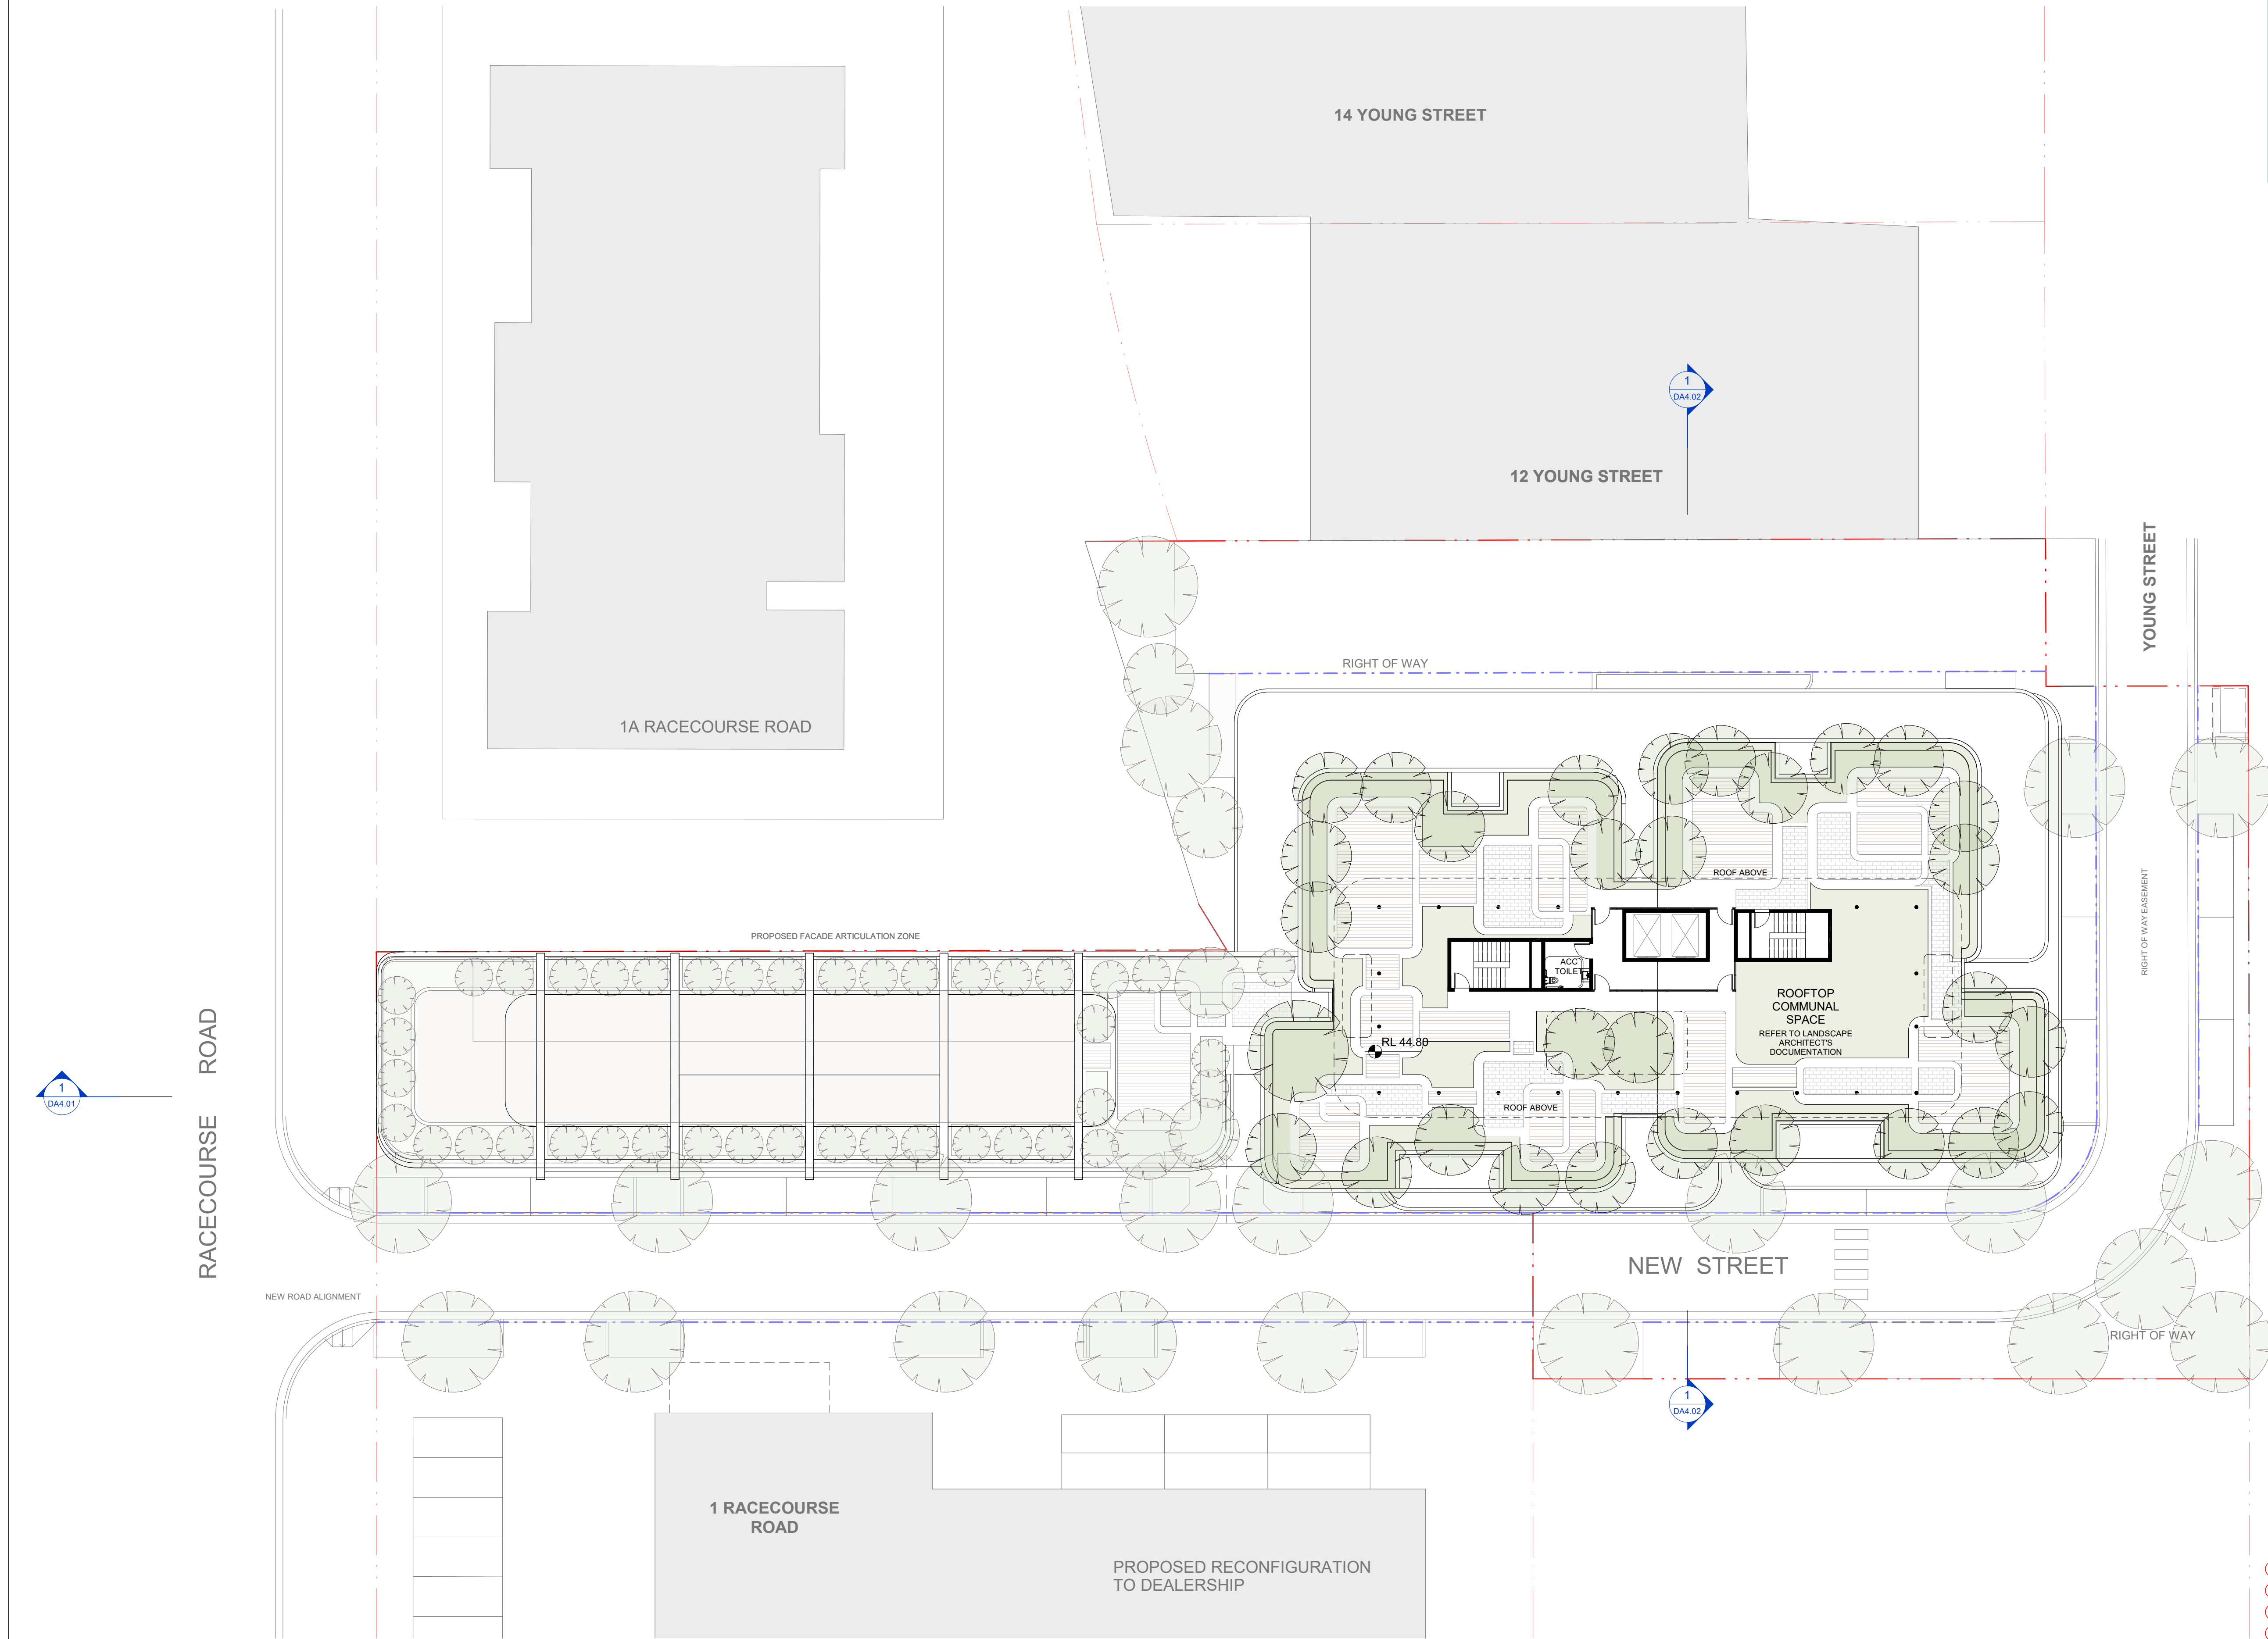 14 YOUNG STREET
1
DA4.02
12 YOUNG STREET
YOUNG STREET
RIGHT OF WAY
1A RACECOURSE ROAD
ROOF ABOVE
RIGHT OF WAY EASEMENT
PROPOSED FACADE ARTICULATION ZONE
ACC
TOILET
ROOFTOP
COMMUNAL
SPACE
REFER TO LANDSCAPE
ARCHITECT'S
DOCUMENTATION
RL 44.80
1
DA4.01
RACECOURSE ROAD
ROOF ABOVE
NEW STREET
NEW ROAD ALIGNMENT
RIGHT OF WAY
1
DA4.02
1 RACECOURSE
ROAD
PROPOSED RECONFIGURATION
TO DEALERSHIP